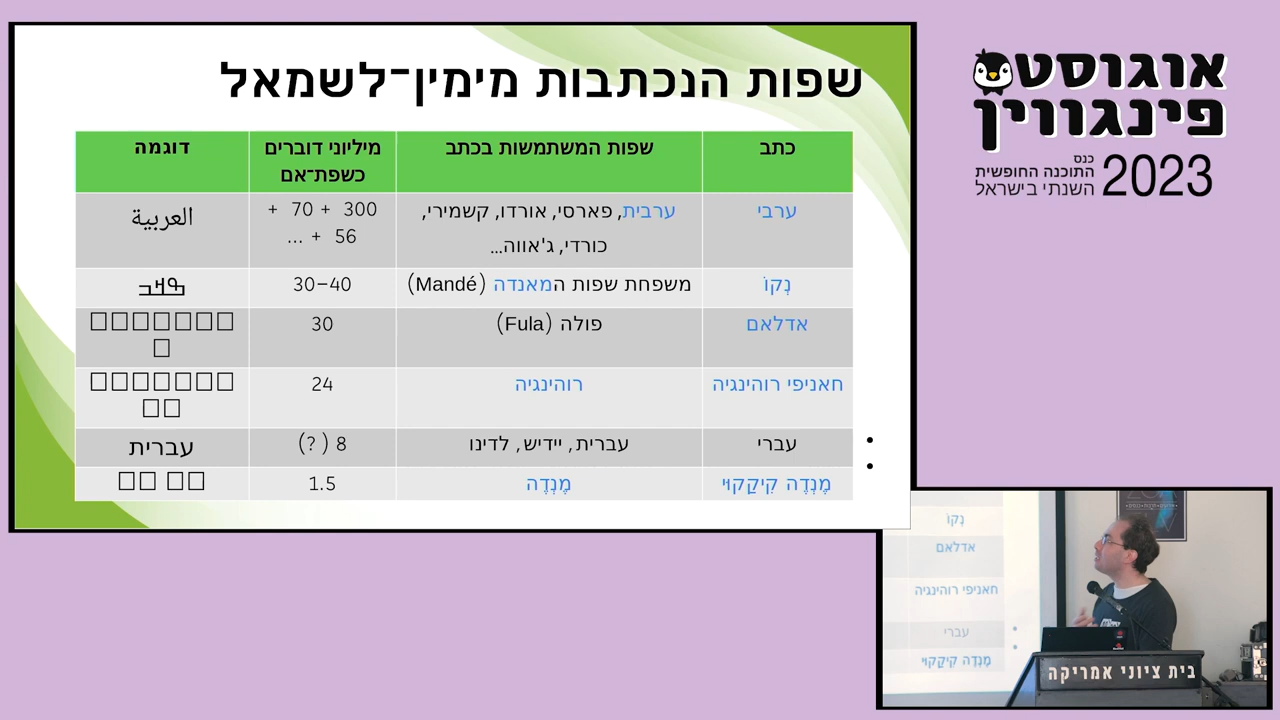 שפות הנכתבות מימין־לשמאל
כתב
שפות המשתמשות בכתב
מיליוני דוברים
כשפת־אם
דוגמה
ערבי
ערבית, פארסי, אורדו, קשמירי,
כורדי, ג'אווה...
300 + 70 +
56 + ...
العربية
נְקוֹ
משפחת שפות המאנדה (Mandé)
30–40
אדלאם
פולה (Fula)
30
חאניפי רוהינגיה
רוהינגיה
24
עברי
עברית, יידיש, לדינו
8 (?)
עברית
מֶנְדֶה קִיקַקוּיִ
מֶנְדֶה
1.5
אוגוסט
פינגווין
כנס
התוכנה החופשית
השנתי בישראל
2023
נְקוֹ
אדלאם
חאניפי רוהינגיה
עברי
מֶנְדֶה קִיקַקוּיִ
בית ציוני אמריקה